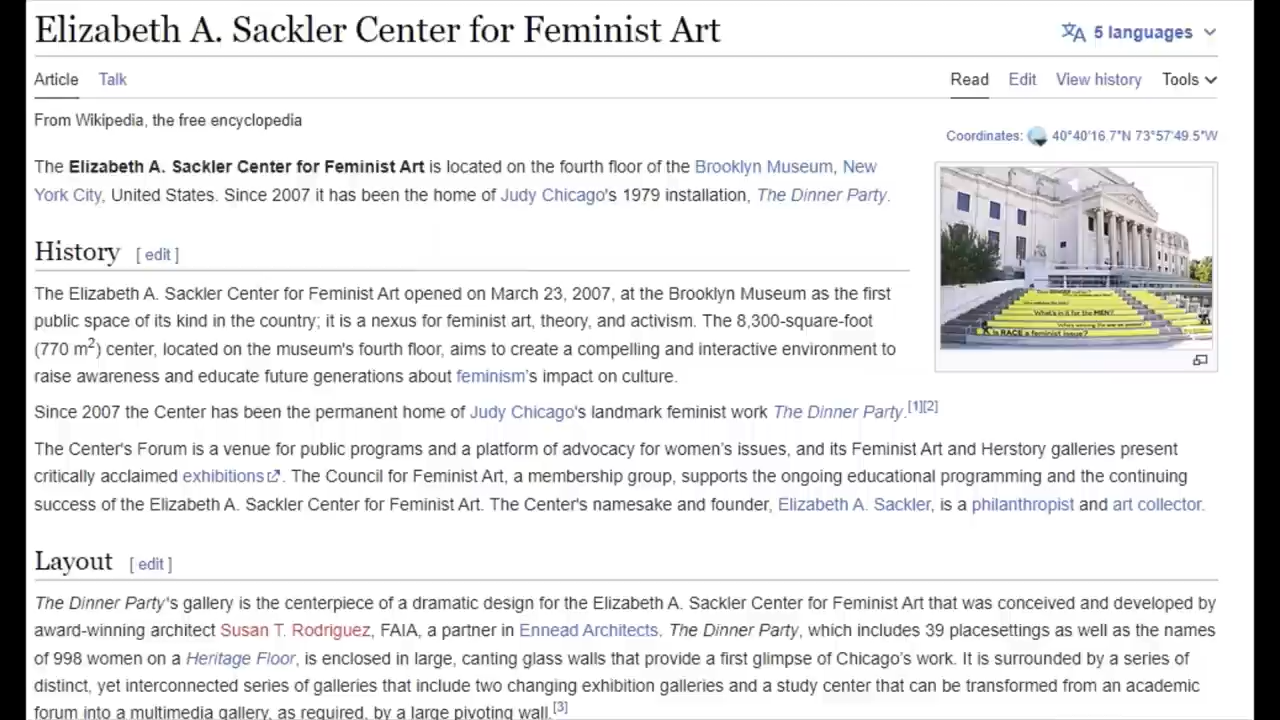 Elizabeth A. Sackler Center for Feminist Art
5 languages
Article Talk
Read Edit View history Tools
From Wikipedia, the free encyclopedia
Coordinates: 40°40′16.7″N 73°57′49.5″W
The Elizabeth A. Sackler Center for Feminist Art is located on the fourth floor of the Brooklyn Museum, New
York City, United States. Since 2007 it has been the home of Judy Chicago's 1979 installation, The Dinner Party.
What's in it for the MEN?
Is RACE a feminist issue?
History [ edit ]
The Elizabeth A. Sackler Center for Feminist Art opened on March 23, 2007, at the Brooklyn Museum as the first
public space of its kind in the country; it is a nexus for feminist art, theory, and activism. The 8,300-square-foot
(770 m2) center, located on the museum's fourth floor, aims to create a compelling and interactive environment to
raise awareness and educate future generations about feminism's impact on culture.
Since 2007 the Center has been the permanent home of Judy Chicago's landmark feminist work The Dinner Party.[1][2]
The Center's Forum is a venue for public programs and a platform of advocacy for women's issues, and its Feminist Art and Herstory galleries present
critically acclaimed exhibitions. The Council for Feminist Art, a membership group, supports the ongoing educational programming and the continuing
success of the Elizabeth A. Sackler Center for Feminist Art. The Center's namesake and founder, Elizabeth A. Sackler, is a philanthropist and art collector.
Layout [ edit ]
The Dinner Party's gallery is the centerpiece of a dramatic design for the Elizabeth A. Sackler Center for Feminist Art that was conceived and developed by
award-winning architect Susan T. Rodriguez, FAIA, a partner in Ennead Architects. The Dinner Party, which includes 39 placesettings as well as the names
of 998 women on a Heritage Floor, is enclosed in large, canting glass walls that provide a first glimpse of Chicago's work. It is surrounded by a series of
distinct, yet interconnected series of galleries that include two changing exhibition galleries and a study center that can be transformed from an academic
forum into a multimedia gallery, as required, by a large pivoting wall.[3]